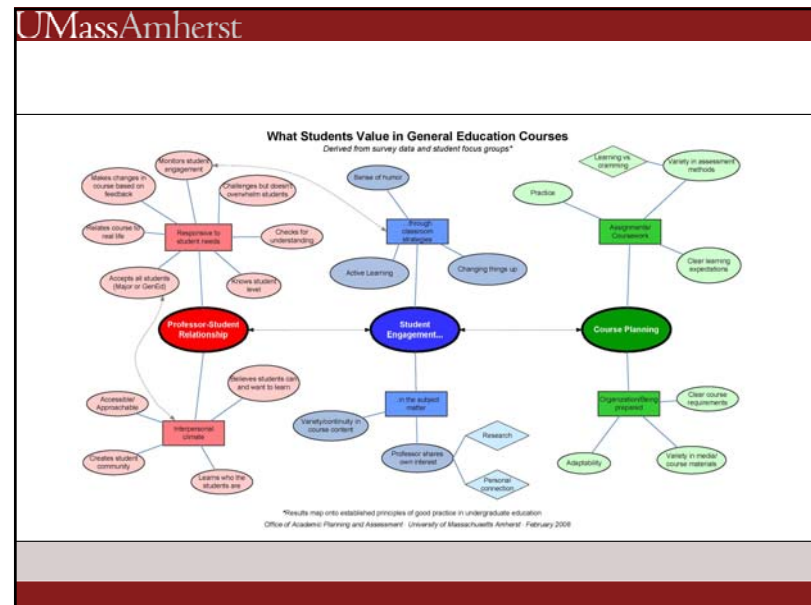 UMassAmherst
What Students Value in General Education Courses
Derived from survey data and student focus groups*
Monitors student
engagement
Makes changes in
course based on
feedback
Challenges but doesn't
overwhelm students
Relates course to
real life
Responsive to
student needs
Checks for
understanding
Accepts all students
(Major or GenEd)
Knows student
level
Professor-Student
Relationship
Believes students can
and want to learn
Accessible/
Approachable
Interpersonal
climate
Creates student
community
Learns who the
students are
Sense of humor
...through
classroom
strategies
Active Learning
Changing things up
Student
Engagement...
..in the subject
matter
Variety/continuity in
course content
Professor shares
own interest
Research
Personal
connection
Learning vs.
cramming
Variety in assessment
methods
Practice
Assignments/
Coursework
Clear learning
expectations
Course Planning
Organization/Being
prepared
Clear course
requirements
Adaptability
Variety in media/
course materials
*Results map onto established principles of good practice in undergraduate education
Office of Academic Planning and Assessment · University of Massachusetts Amherst · February 2008